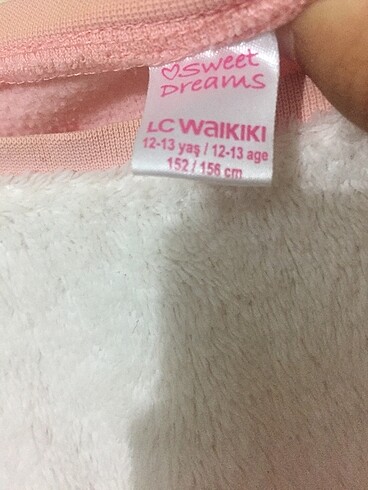 sweet
Dreams
LC WAIKIKI
12-13 yaş / 12-13 age
152 / 156 cm